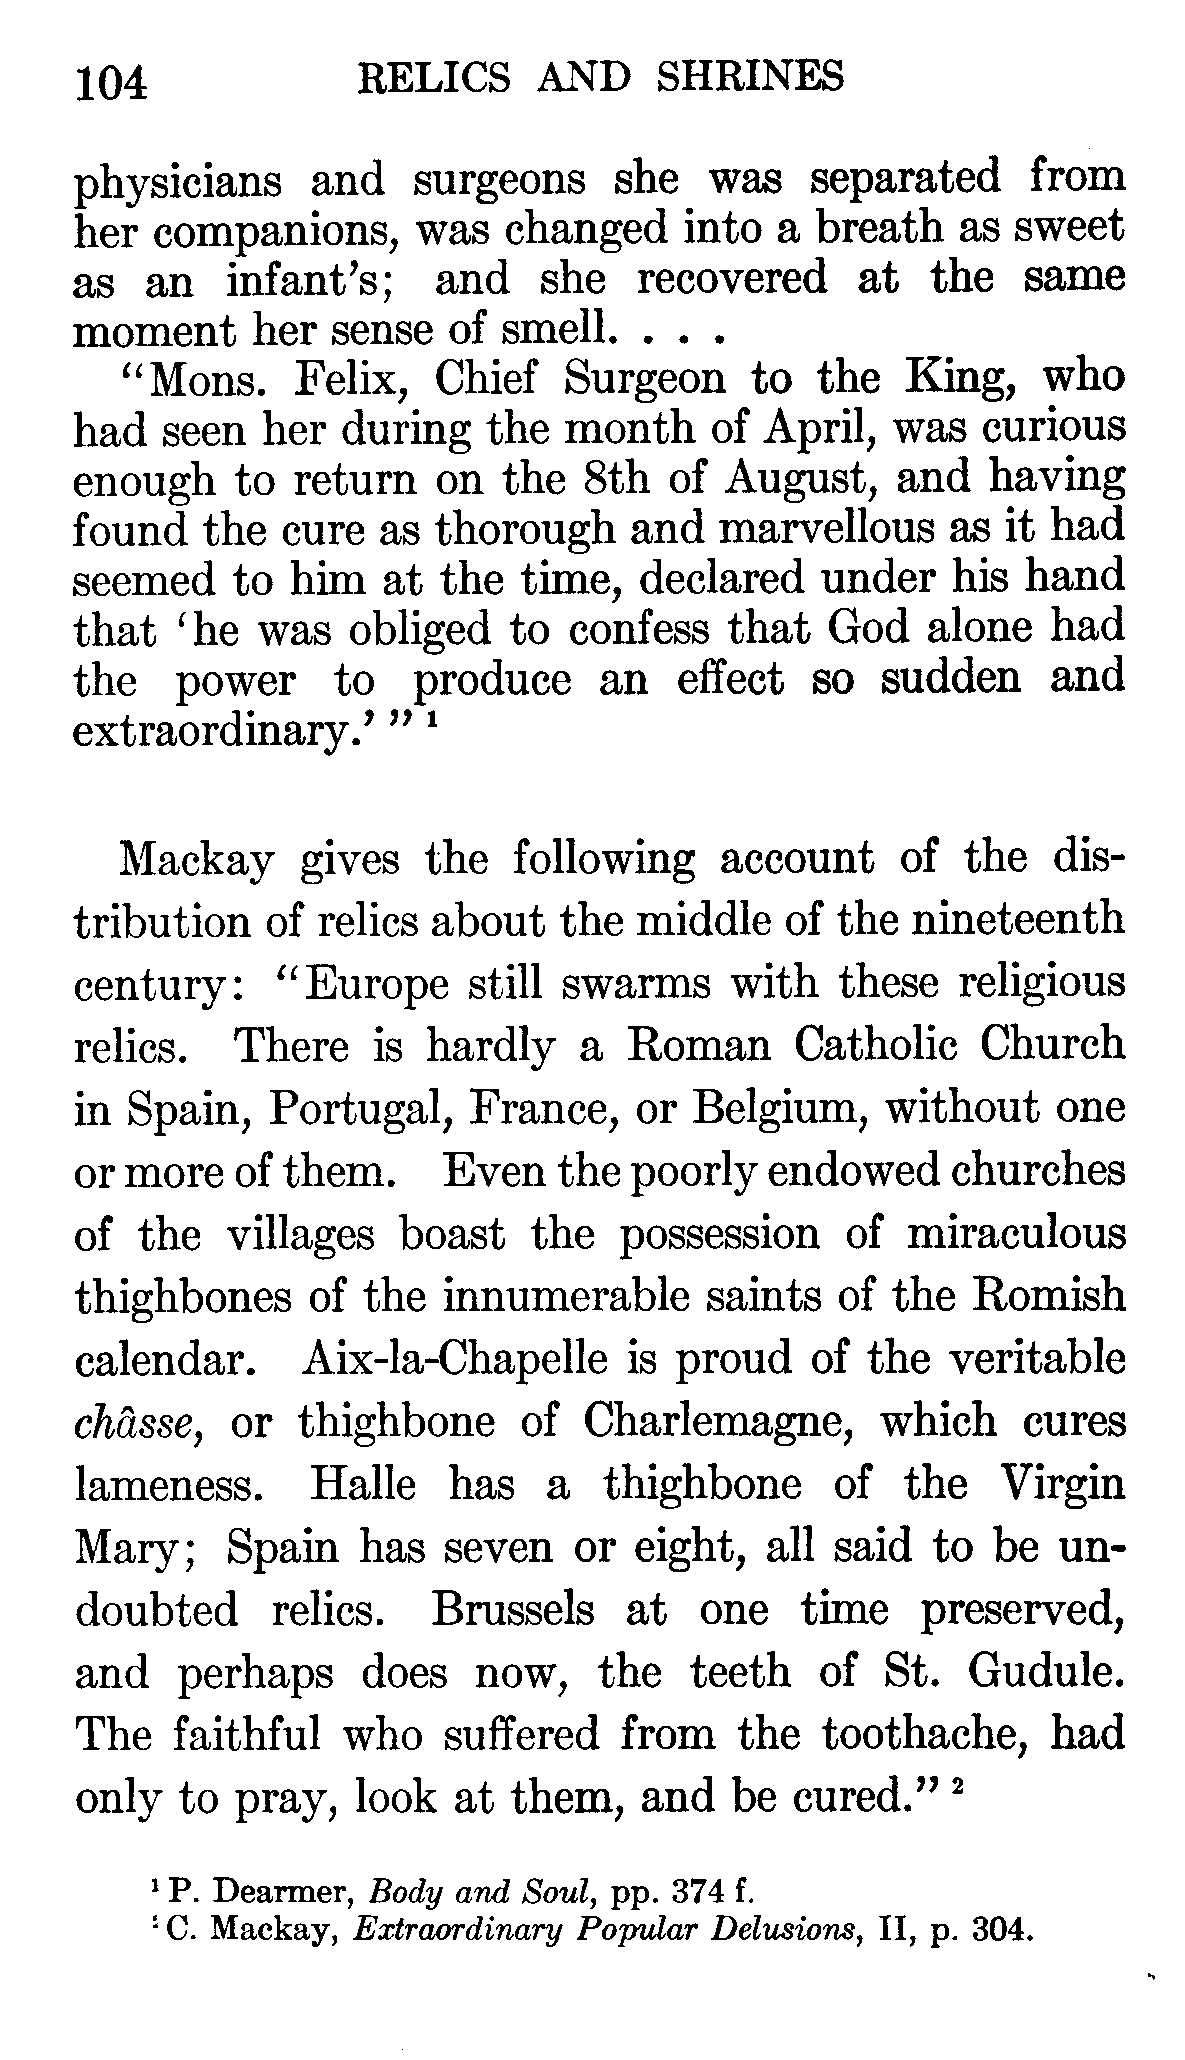 104 RELICS AND SHRINES
physicians and surgeons she was separated from
her companions, was changed into a breath as sweet
as an infant's; and she recovered at the same
moment her sense of smell. . . .
"Mons. Felix, Chief Surgeon to the King, who
had seen her during the month of April, was curious
enough to return on the 8th of August, and having
found the cure as thorough and marvellous as it had
seemed to him at the time, declared under his hand
that 'he was obliged to confess that God alone had
the power to produce an effect so sudden and
extraordinary.' " ¹
Mackay gives the following account of the dis-
tribution of relics about the middle of the nineteenth
century: "Europe still swarms with these religious
relics. There is hardly a Roman Catholic Church
in Spain, Portugal, France, or Belgium, without one
or more of them. Even the poorly endowed churches
of the villages boast the possession of miraculous
thighbones of the innumerable saints of the Romish
calendar. Aix-la-Chapelle is proud of the veritable
châsse, or thighbone of Charlemagne, which cures
lameness. Halle has a thighbone of the Virgin
Mary; Spain has seven or eight, all said to be un-
doubted relics. Brussels at one time preserved,
and perhaps does now, the teeth of St. Gudule.
The faithful who suffered from the toothache, had
only to pray, look at them, and be cured." ²
¹ P. Dearmer, Body and Soul, pp. 374 f.
² C. Mackay, Extraordinary Popular Delusions, II, p. 304.